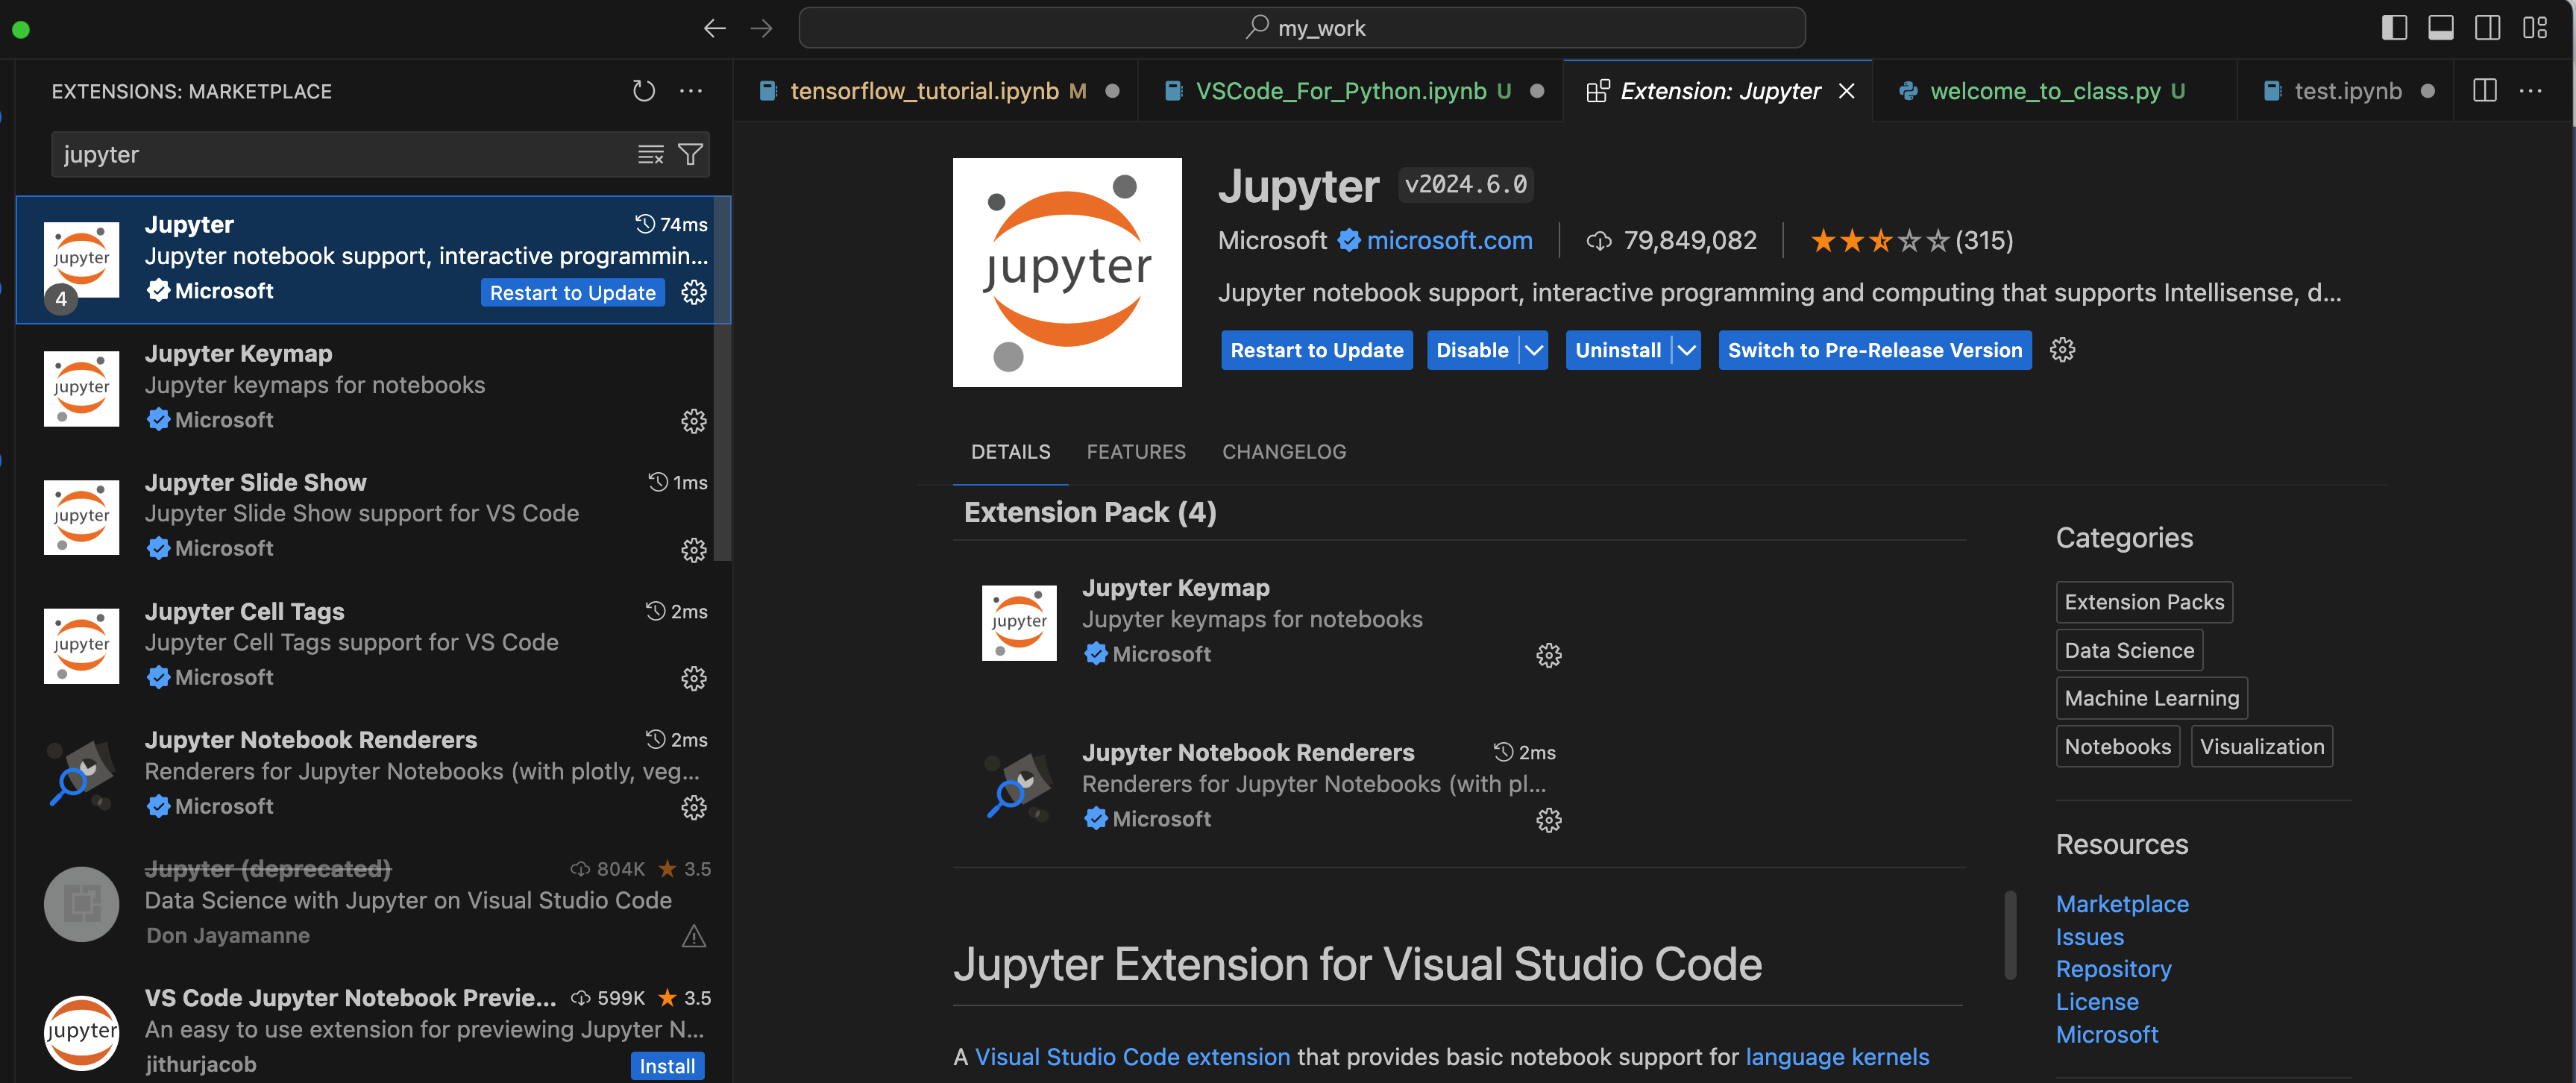 my_work
EXTENSIONS: MARKETPLACE
jupyter
Jupyter 74ms
Jupyter notebook support, interactive programmin...
Microsoft Restart to Update
jupyter
4
Jupyter Keymap
Jupyter keymaps for notebooks
Microsoft
jupyter
Jupyter Slide Show 1ms
Jupyter Slide Show support for VS Code
Microsoft
jupyter
Jupyter Cell Tags 2ms
Jupyter Cell Tags support for VS Code
Microsoft
jupyter
Jupyter Notebook Renderers 2ms
Renderers for Jupyter Notebooks (with plotly, veg...
Microsoft
Jupyter (deprecated) 804K 3.5
Data Science with Jupyter on Visual Studio Code
Don Jayamanne
VS Code Jupyter Notebook Previe... 599K 3.5
An easy to use extension for previewing Jupyter N...
jithurjacob Install
jupyter
tensorflow_tutorial.ipynb M VSCode_For_Python.ipynb U Extension: Jupyter welcome_to_class.py U test.ipynb
jupyter
Jupyter v2024.6.0
Microsoft microsoft.com 79,849,082 (315)
Jupyter notebook support, interactive programming and computing that supports Intellisense, d...
Restart to Update Disable Uninstall Switch to Pre-Release Version
DETAILS FEATURES CHANGELOG
Extension Pack (4)
Jupyter Keymap
Jupyter keymaps for notebooks
Microsoft
jupyter
Jupyter Notebook Renderers 2ms
Renderers for Jupyter Notebooks (with pl...
Microsoft
Jupyter Extension for Visual Studio Code
A Visual Studio Code extension that provides basic notebook support for language kernels
Categories
Extension Packs
Data Science
Machine Learning
Notebooks Visualization
Resources
Marketplace
Issues
Repository
License
Microsoft